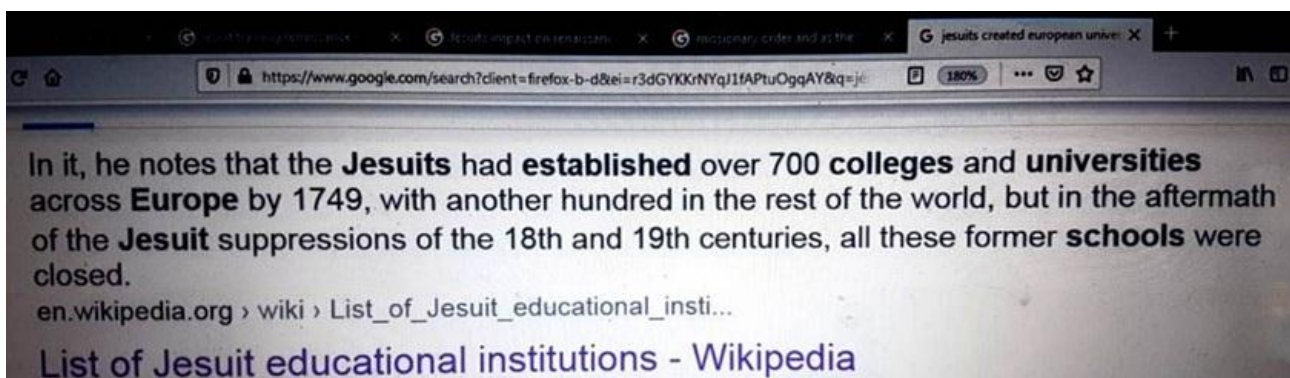 G jesuits created european univer X +
https://www.google.com/search?client=firefox-b-d&ei=r3dGYKKrNYqJ1fAPtuOgqAY&q=je 180%
In it, he notes that the Jesuits had established over 700 colleges and universities
across Europe by 1749, with another hundred in the rest of the world, but in the aftermath
of the Jesuit suppressions of the 18th and 19th centuries, all these former schools were
closed.
en.wikipedia.org › wiki › List_of_Jesuit_educational_insti...
List of Jesuit educational institutions - Wikipedia